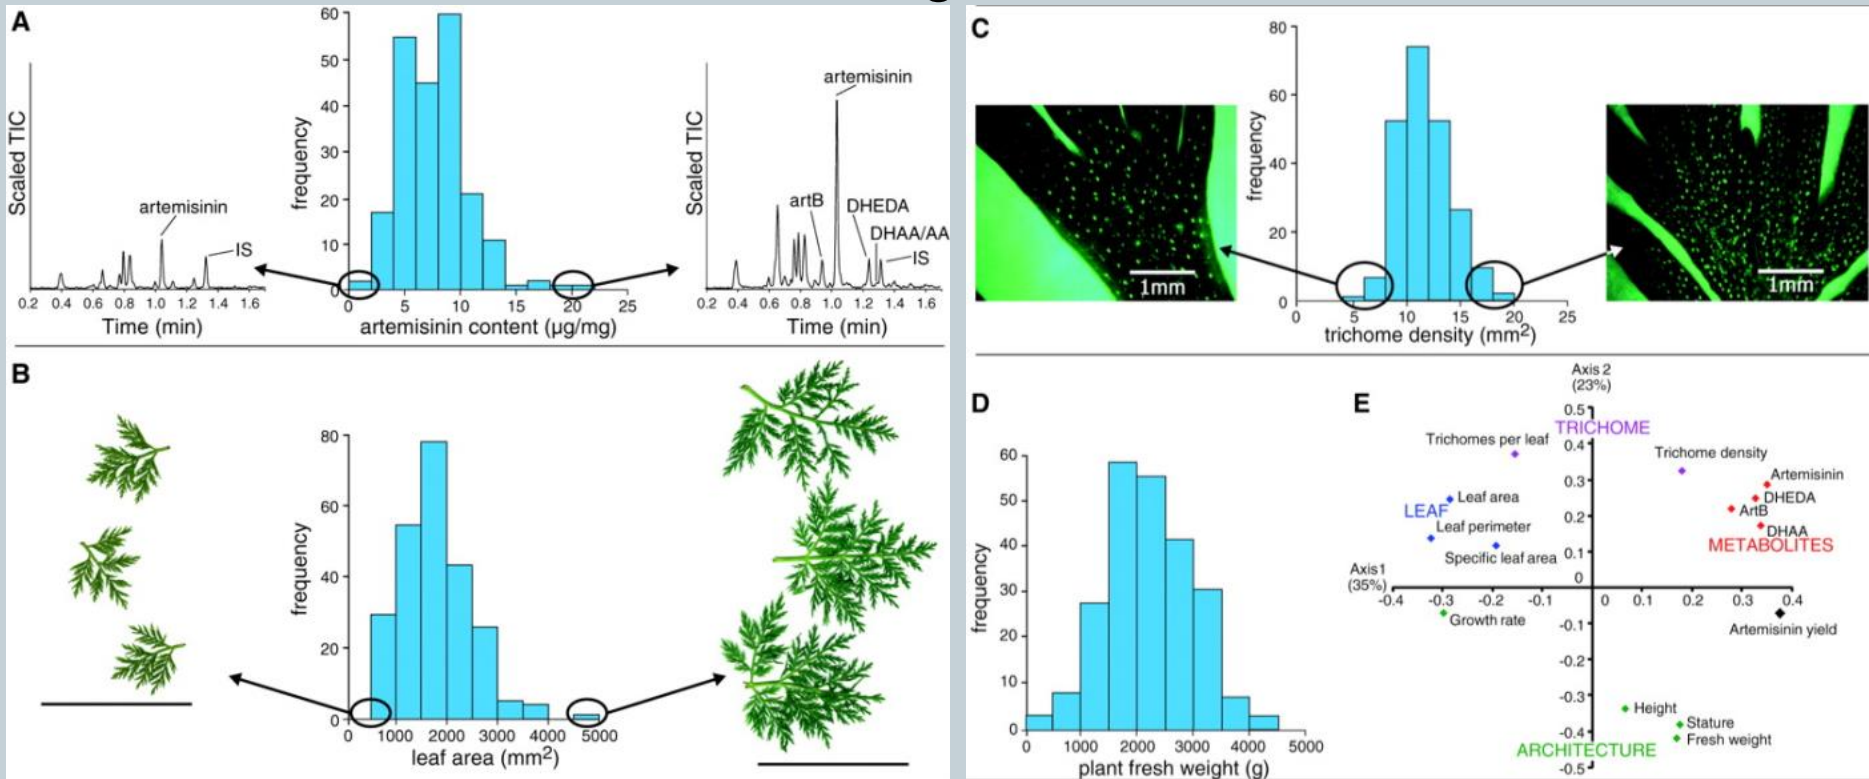 A
Scaled TIC
artemisinin
IS
0.2 0.4 0.6 0.8 1.0 1.2 1.4 1.6
Time (min)
frequency
60
50
40
30
20
10
0
0 5 10 15 20 25
artemisinin content (µg/mg)
Scaled TIC
artemisinin
artB
DHEDA
DHAA/AA
IS
0.2 0.4 0.6 0.8 1.0 1.2 1.4 1.6
Time (min)
B
frequency
80
60
40
20
0
0 1000 2000 3000 4000 5000
leaf area (mm2)
C
1mm
frequency
80
60
40
20
0
0 5 10 15 20 25
trichome density (mm2)
1mm
D
frequency
60
50
40
30
20
10
0
0 1000 2000 3000 4000 5000
plant fresh weight (g)
E
Axis 2
(23%)
0.5
TRICHOME
Trichomes per leaf
0.4
Trichome density
0.3
Artemisinin
Leaf area
DHEDA
LEAF
ArtB
0.2
Leaf perimeter
DHAA
METABOLITES
Specific leaf area
0.1
Axis1
(35%)
0
-0.4 -0.3 -0.2 -0.1 0 0.1 0.2 0.3 0.4
Growth rate
-0.1
Artemisinin yield
-0.2
-0.3
Height
Stature
-0.4
Fresh weight
ARCHITECTURE
-0.5